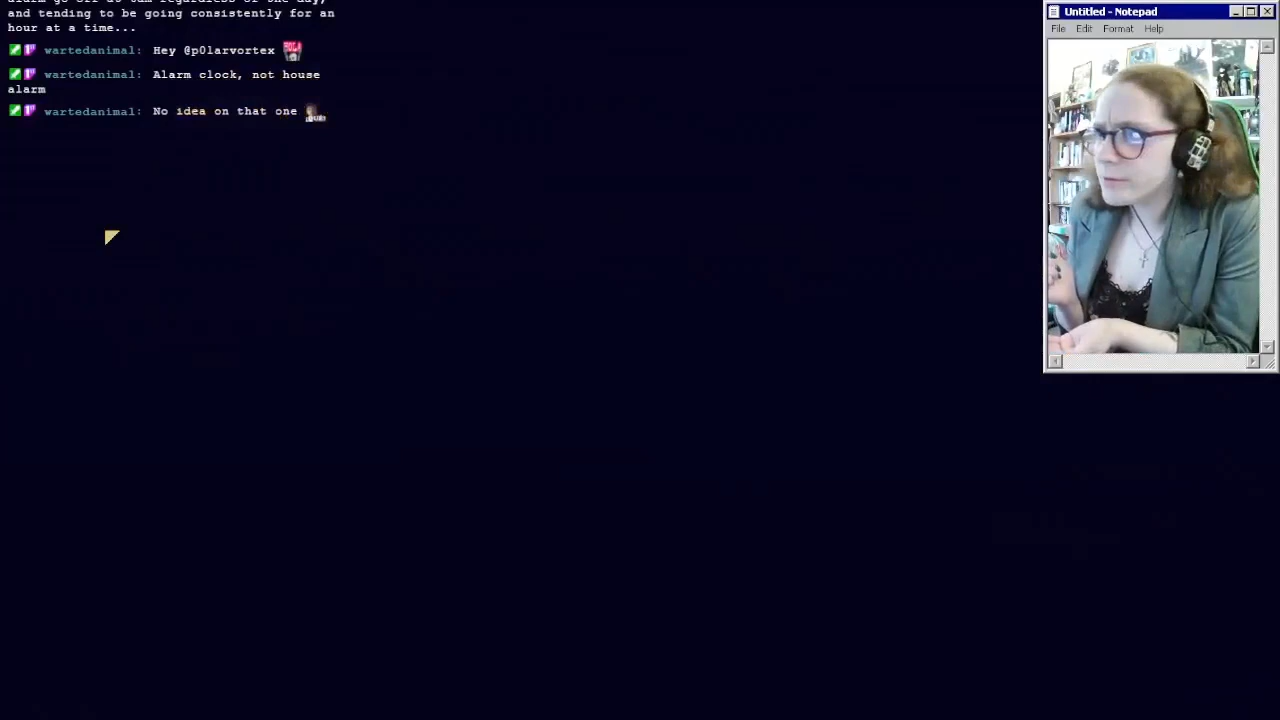 and tending to be going consistently for an
hour at a time...
wartedanimal: Hey @p0larvortex
wartedanimal: Alarm clock, not house
alarm
wartedanimal: No idea on that one
Untitled - Notepad
File Edit Format Help